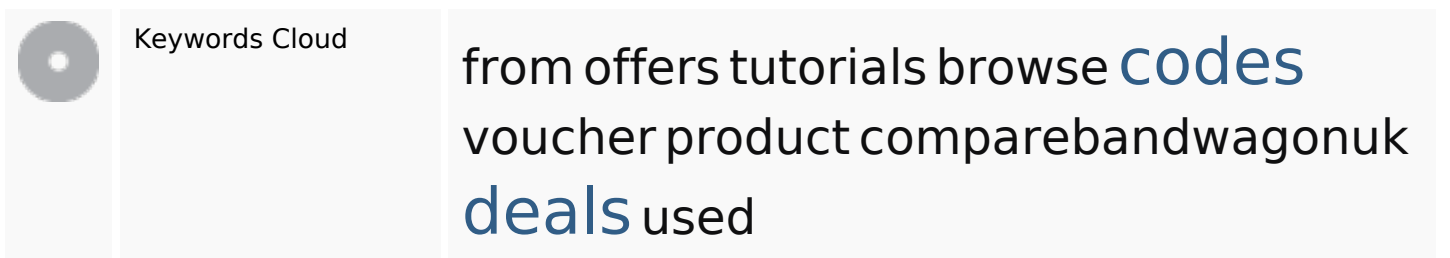 Keywords Cloud
from offers tutorials browse codes
voucher product comparebandwagonuk
deals used